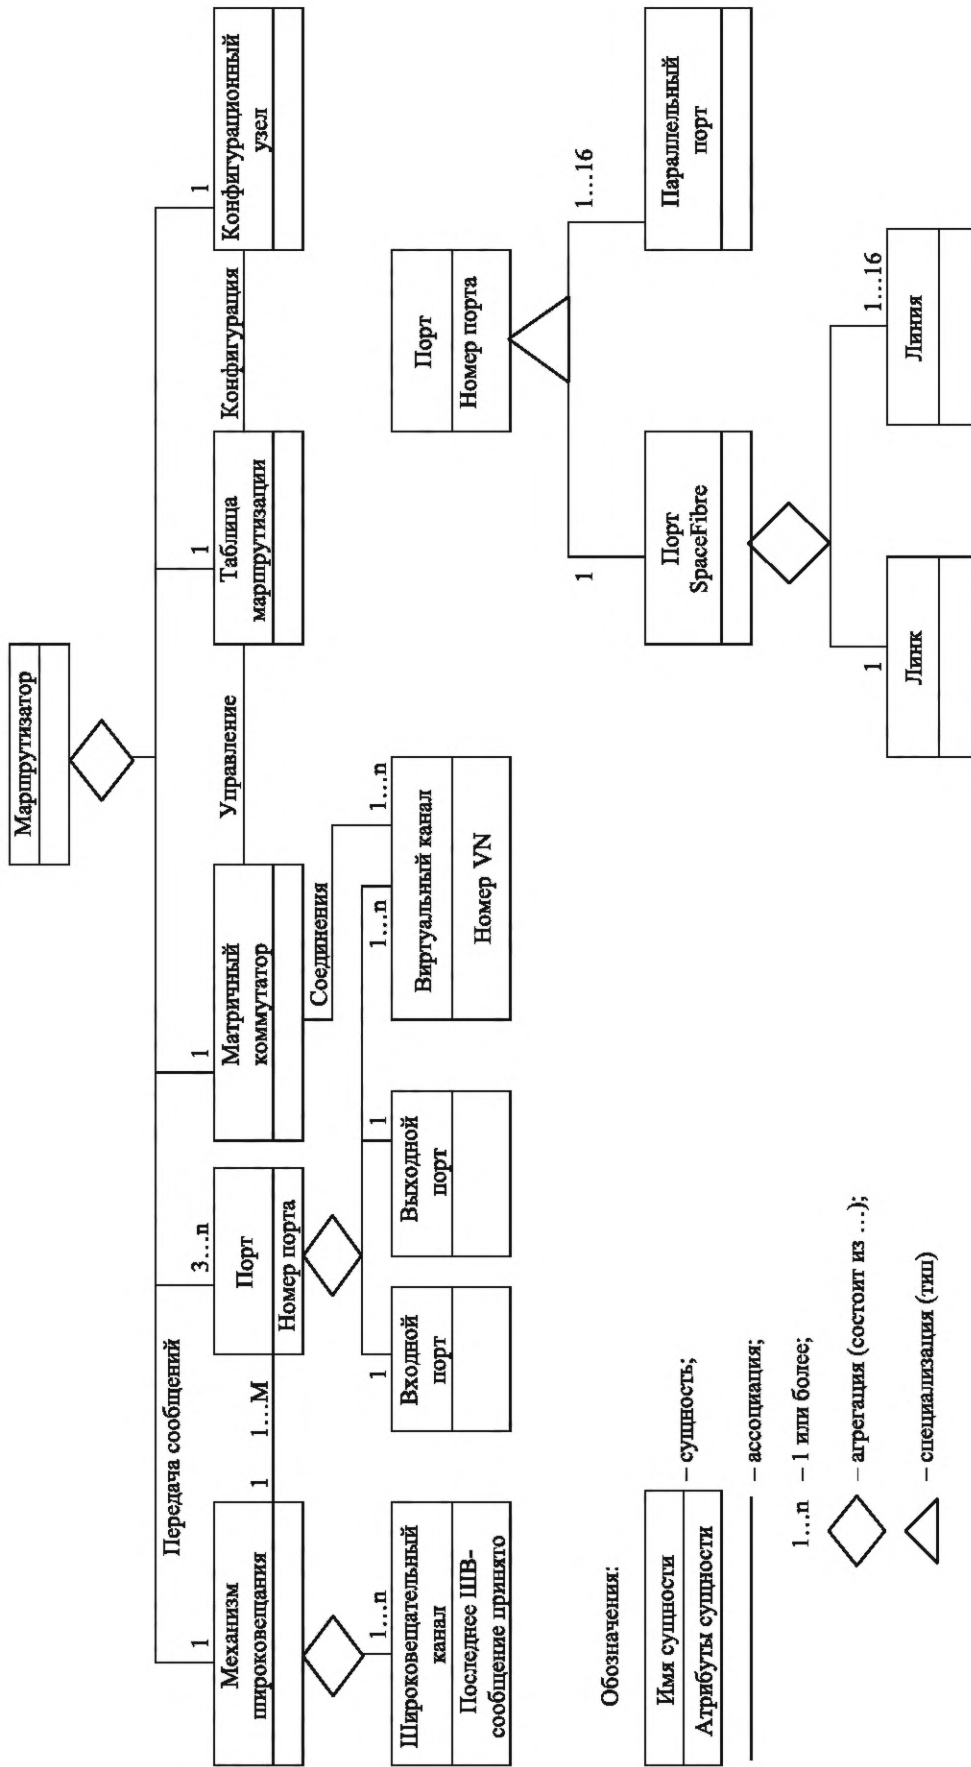 Маршрутизатор
1
3…n
1
1
1
Передача сообщений
Механизм
широковещания
1
1…M
Порт
Номер порта
Матричный
коммутатор
Управление
Таблица
маршрутизации
Конфигурация
Конфигурационный
узел
1…n
Широковещательный
канал
Последнее ШВ-
сообщение принято
1
Входной
порт
1
Выходной
порт
1…n
Соединения
1…n
Виртуальный канал
Номер VN
Порт
Номер порта
1
1…16
Порт
SpaceFibre
Параллельный
порт
1
1…16
Линк
Линия
Обозначения:
Имя сущности
Атрибуты сущности
– сущность;
– ассоциация;
1…n – 1 или более;
– агрегация (состоит из …);
– специализация (тип)